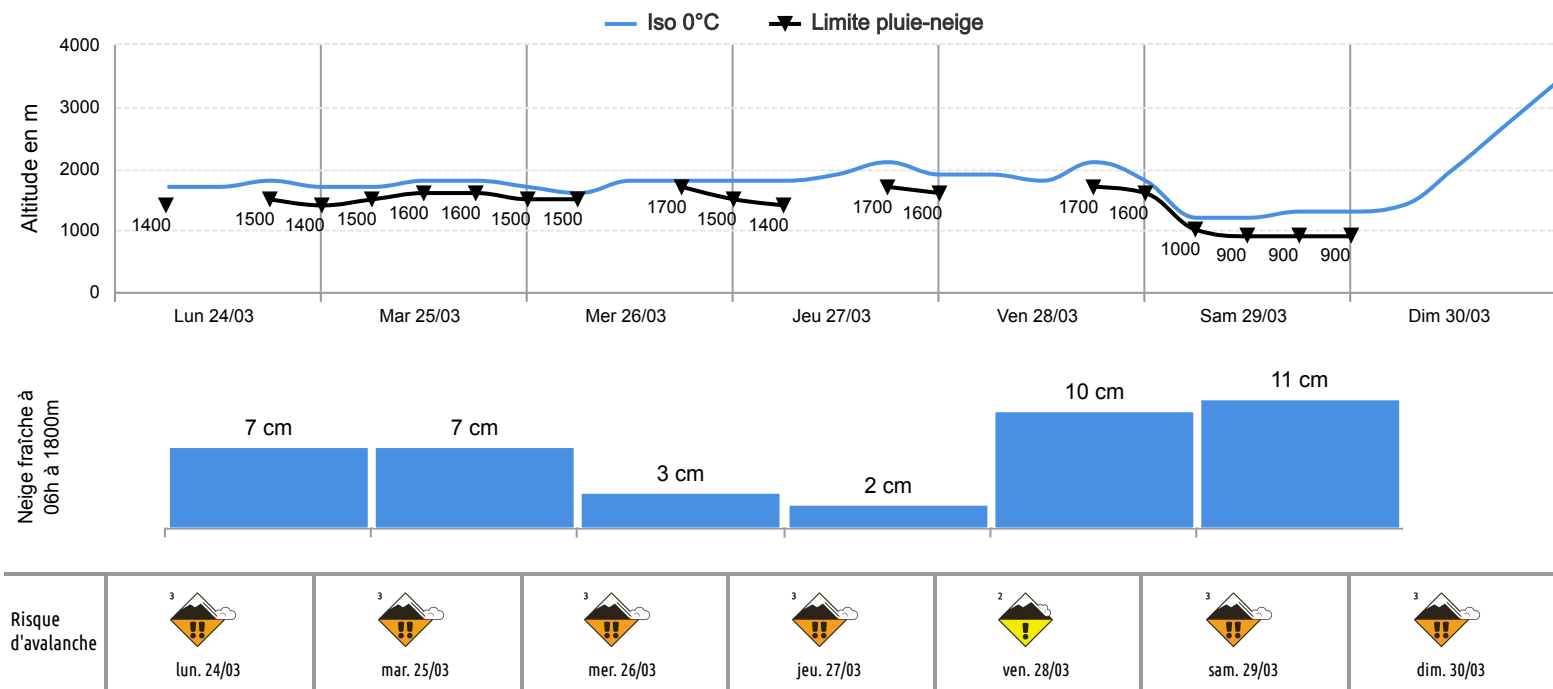 Iso 0°C Limite pluie-neige
Altitude en m
4000
3000
2000
1000
0
1400 1500 1400 1500 1600 1600 1500 1500 1700 1500 1400 1700 1600 1700 1600 1000 900 900 900
Lun 24/03 Mar 25/03 Mer 26/03 Jeu 27/03 Ven 28/03 Sam 29/03 Dim 30/03
Neige fraîche à
06h à 1800m
7 cm 7 cm 3 cm 2 cm 10 cm 11 cm
Risque
d'avalanche
3 3 3 3 2 3 3
!! !! !! !! ! !! !!
lun. 24/03 mar. 25/03 mer. 26/03 jeu. 27/03 ven. 28/03 sam. 29/03 dim. 30/03